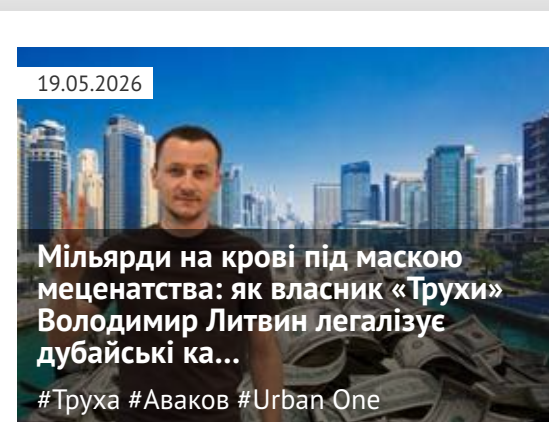 19.05.2026
Мільярди на крові під маскою
меценатства: як власник «Трухи»
Володимир Литвин легалізує
дубайські ка...
#Труха #Аваков #Urban One